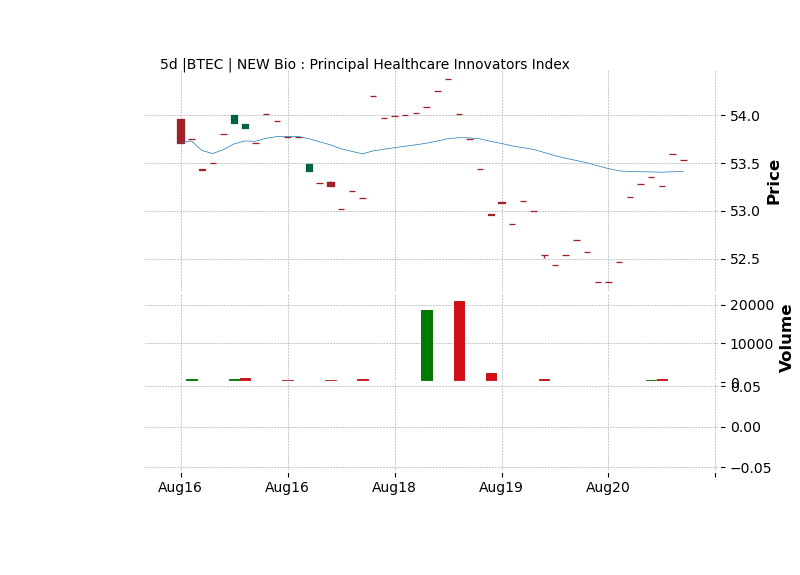 5d |BTEC | NEW Bio : Principal Healthcare Innovators Index
54.0
53.5
53.0
52.5
Price
20000
10000
0
Volume
0.05
0.00
−0.05
Aug16 Aug16 Aug18 Aug19 Aug20